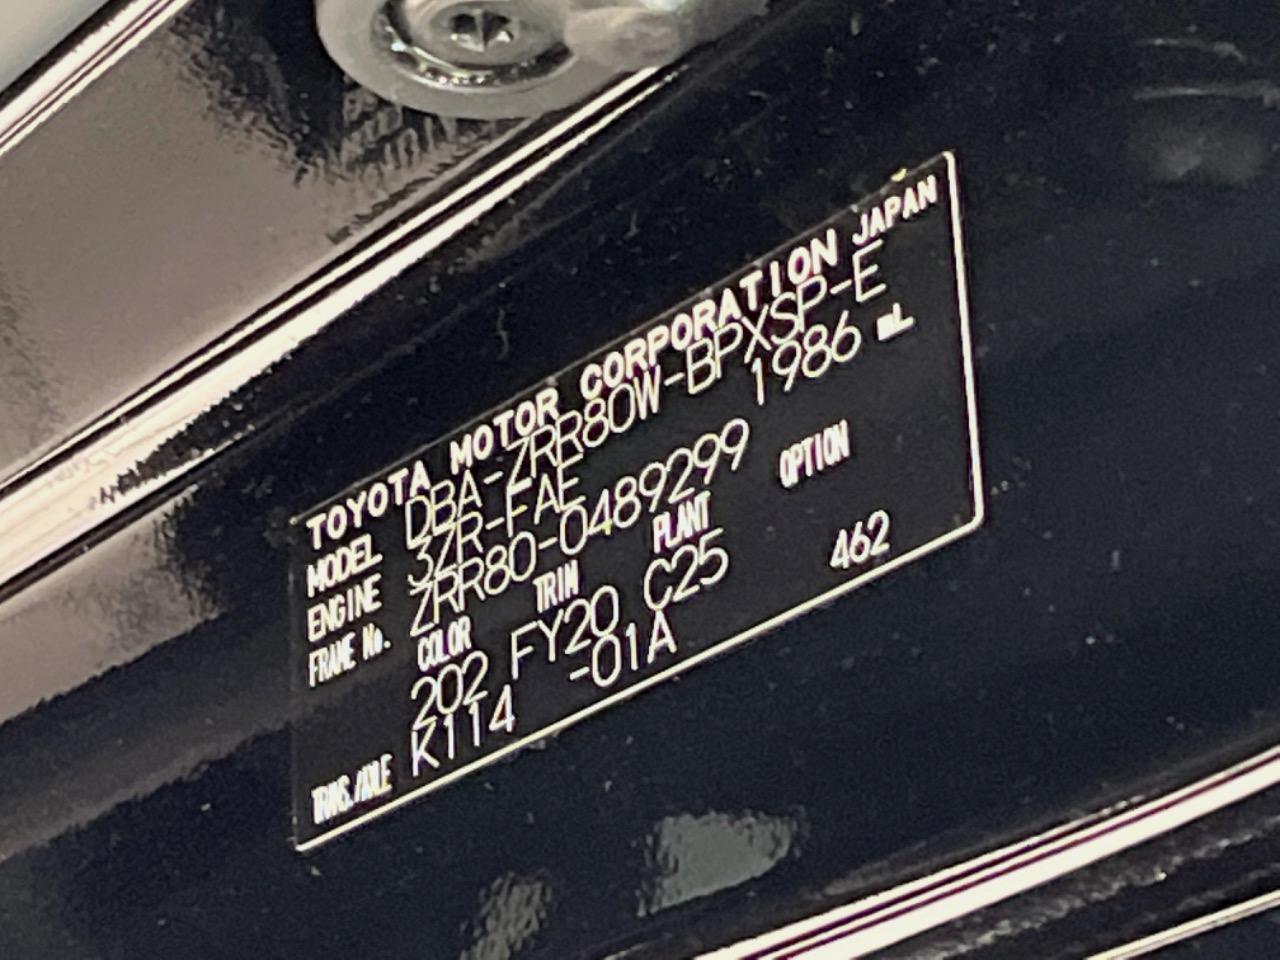 TOYOTA MOTOR CORPORATION JAPAN
MODEL DBA-ZRR80W-BPXSP-E
ENGINE 3ZR-FAE 1986 mL
FRAME No. ZRR80-0489299
COLOR TRIM PLANT OPTION
202 FY20 C25 462
TRANS./AXLE K114 -01A